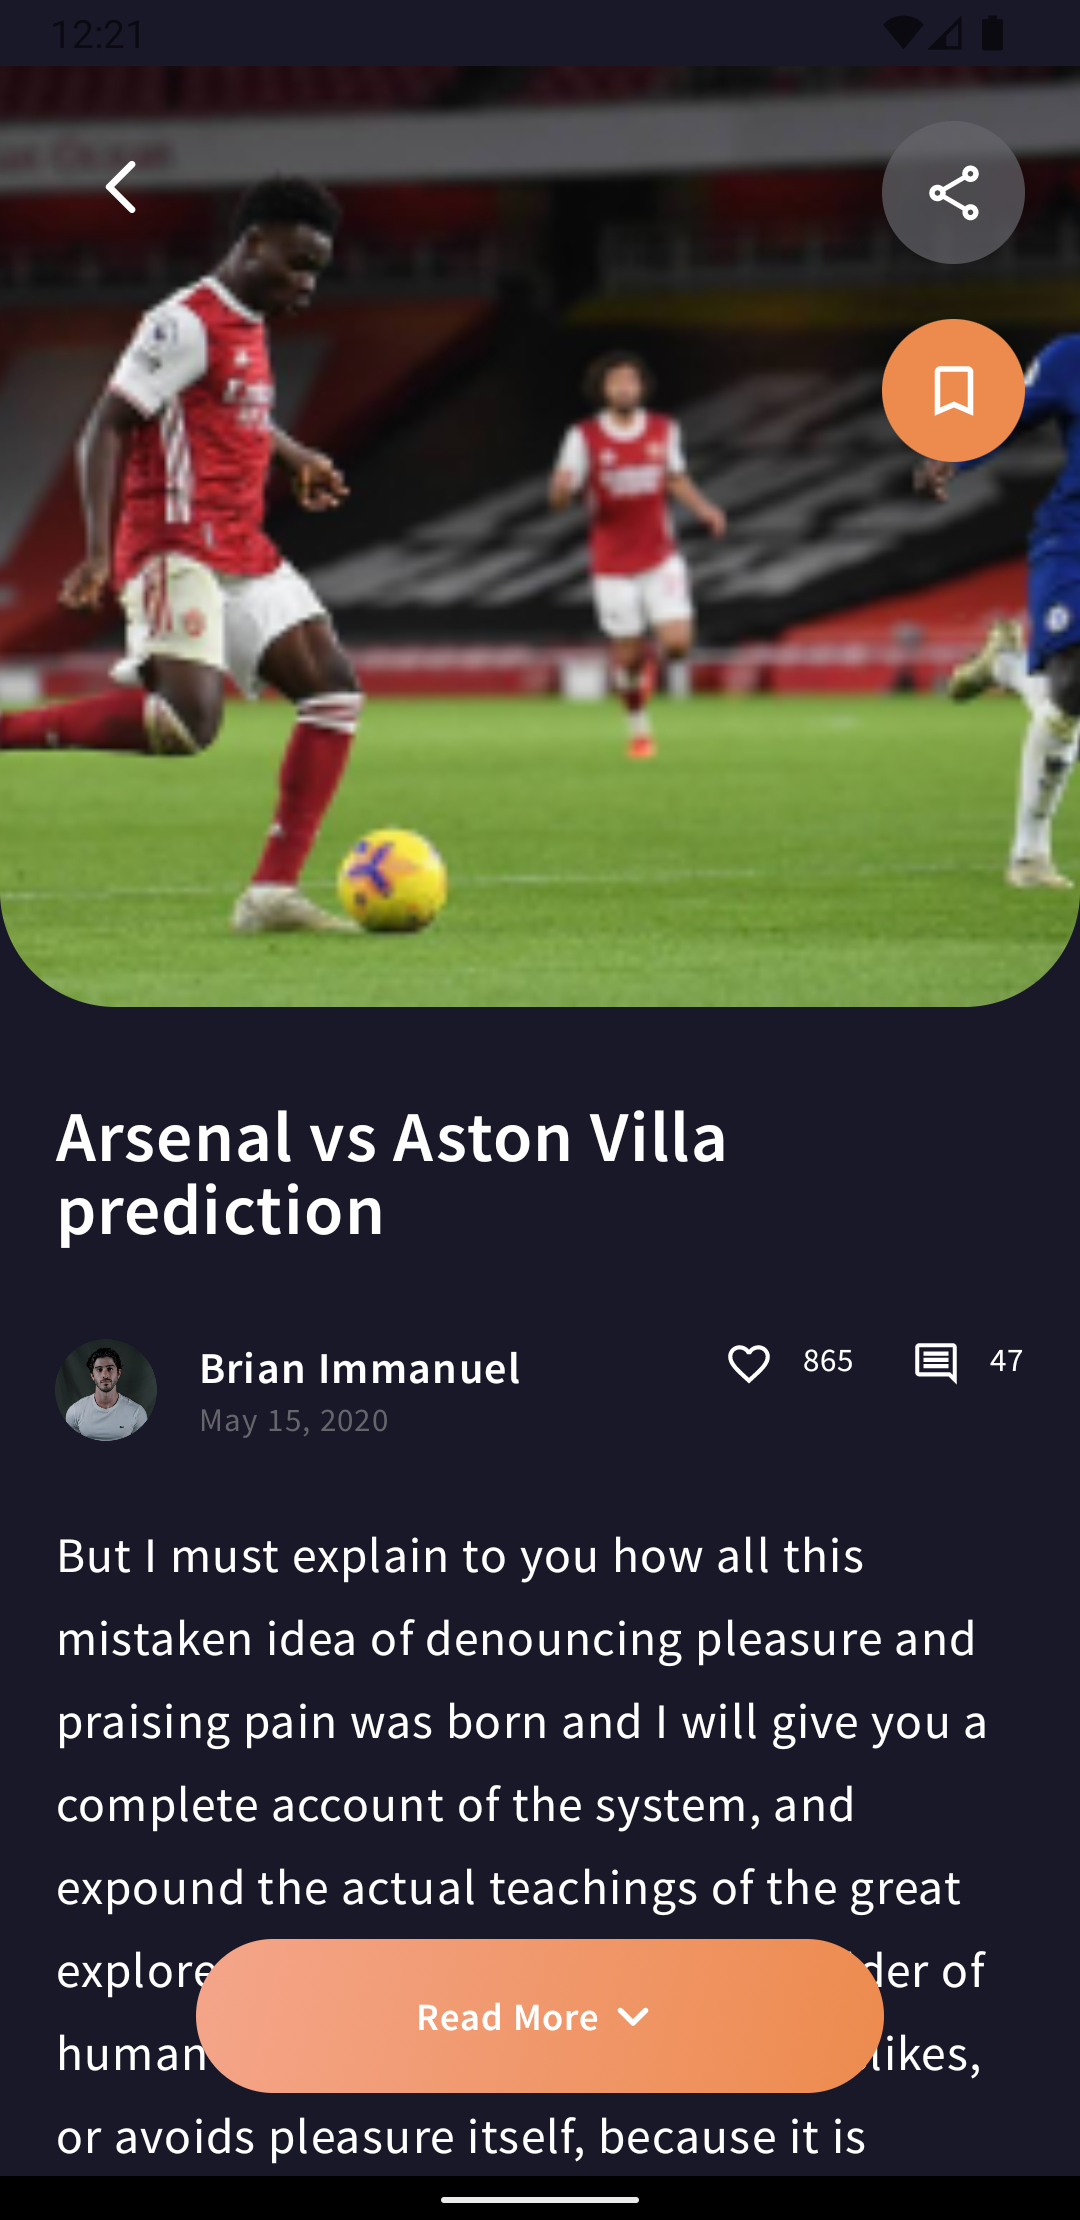 12:21
Arsenal vs Aston Villa
prediction
Brian Immanuel
865
47
May 15, 2020
But I must explain to you how all this
mistaken idea of denouncing pleasure and
praising pain was born and I will give you a
complete account of the system, and
expound the actual teachings of the great
explore der of
human likes,
or avoids pleasure itself, because it is
Read More